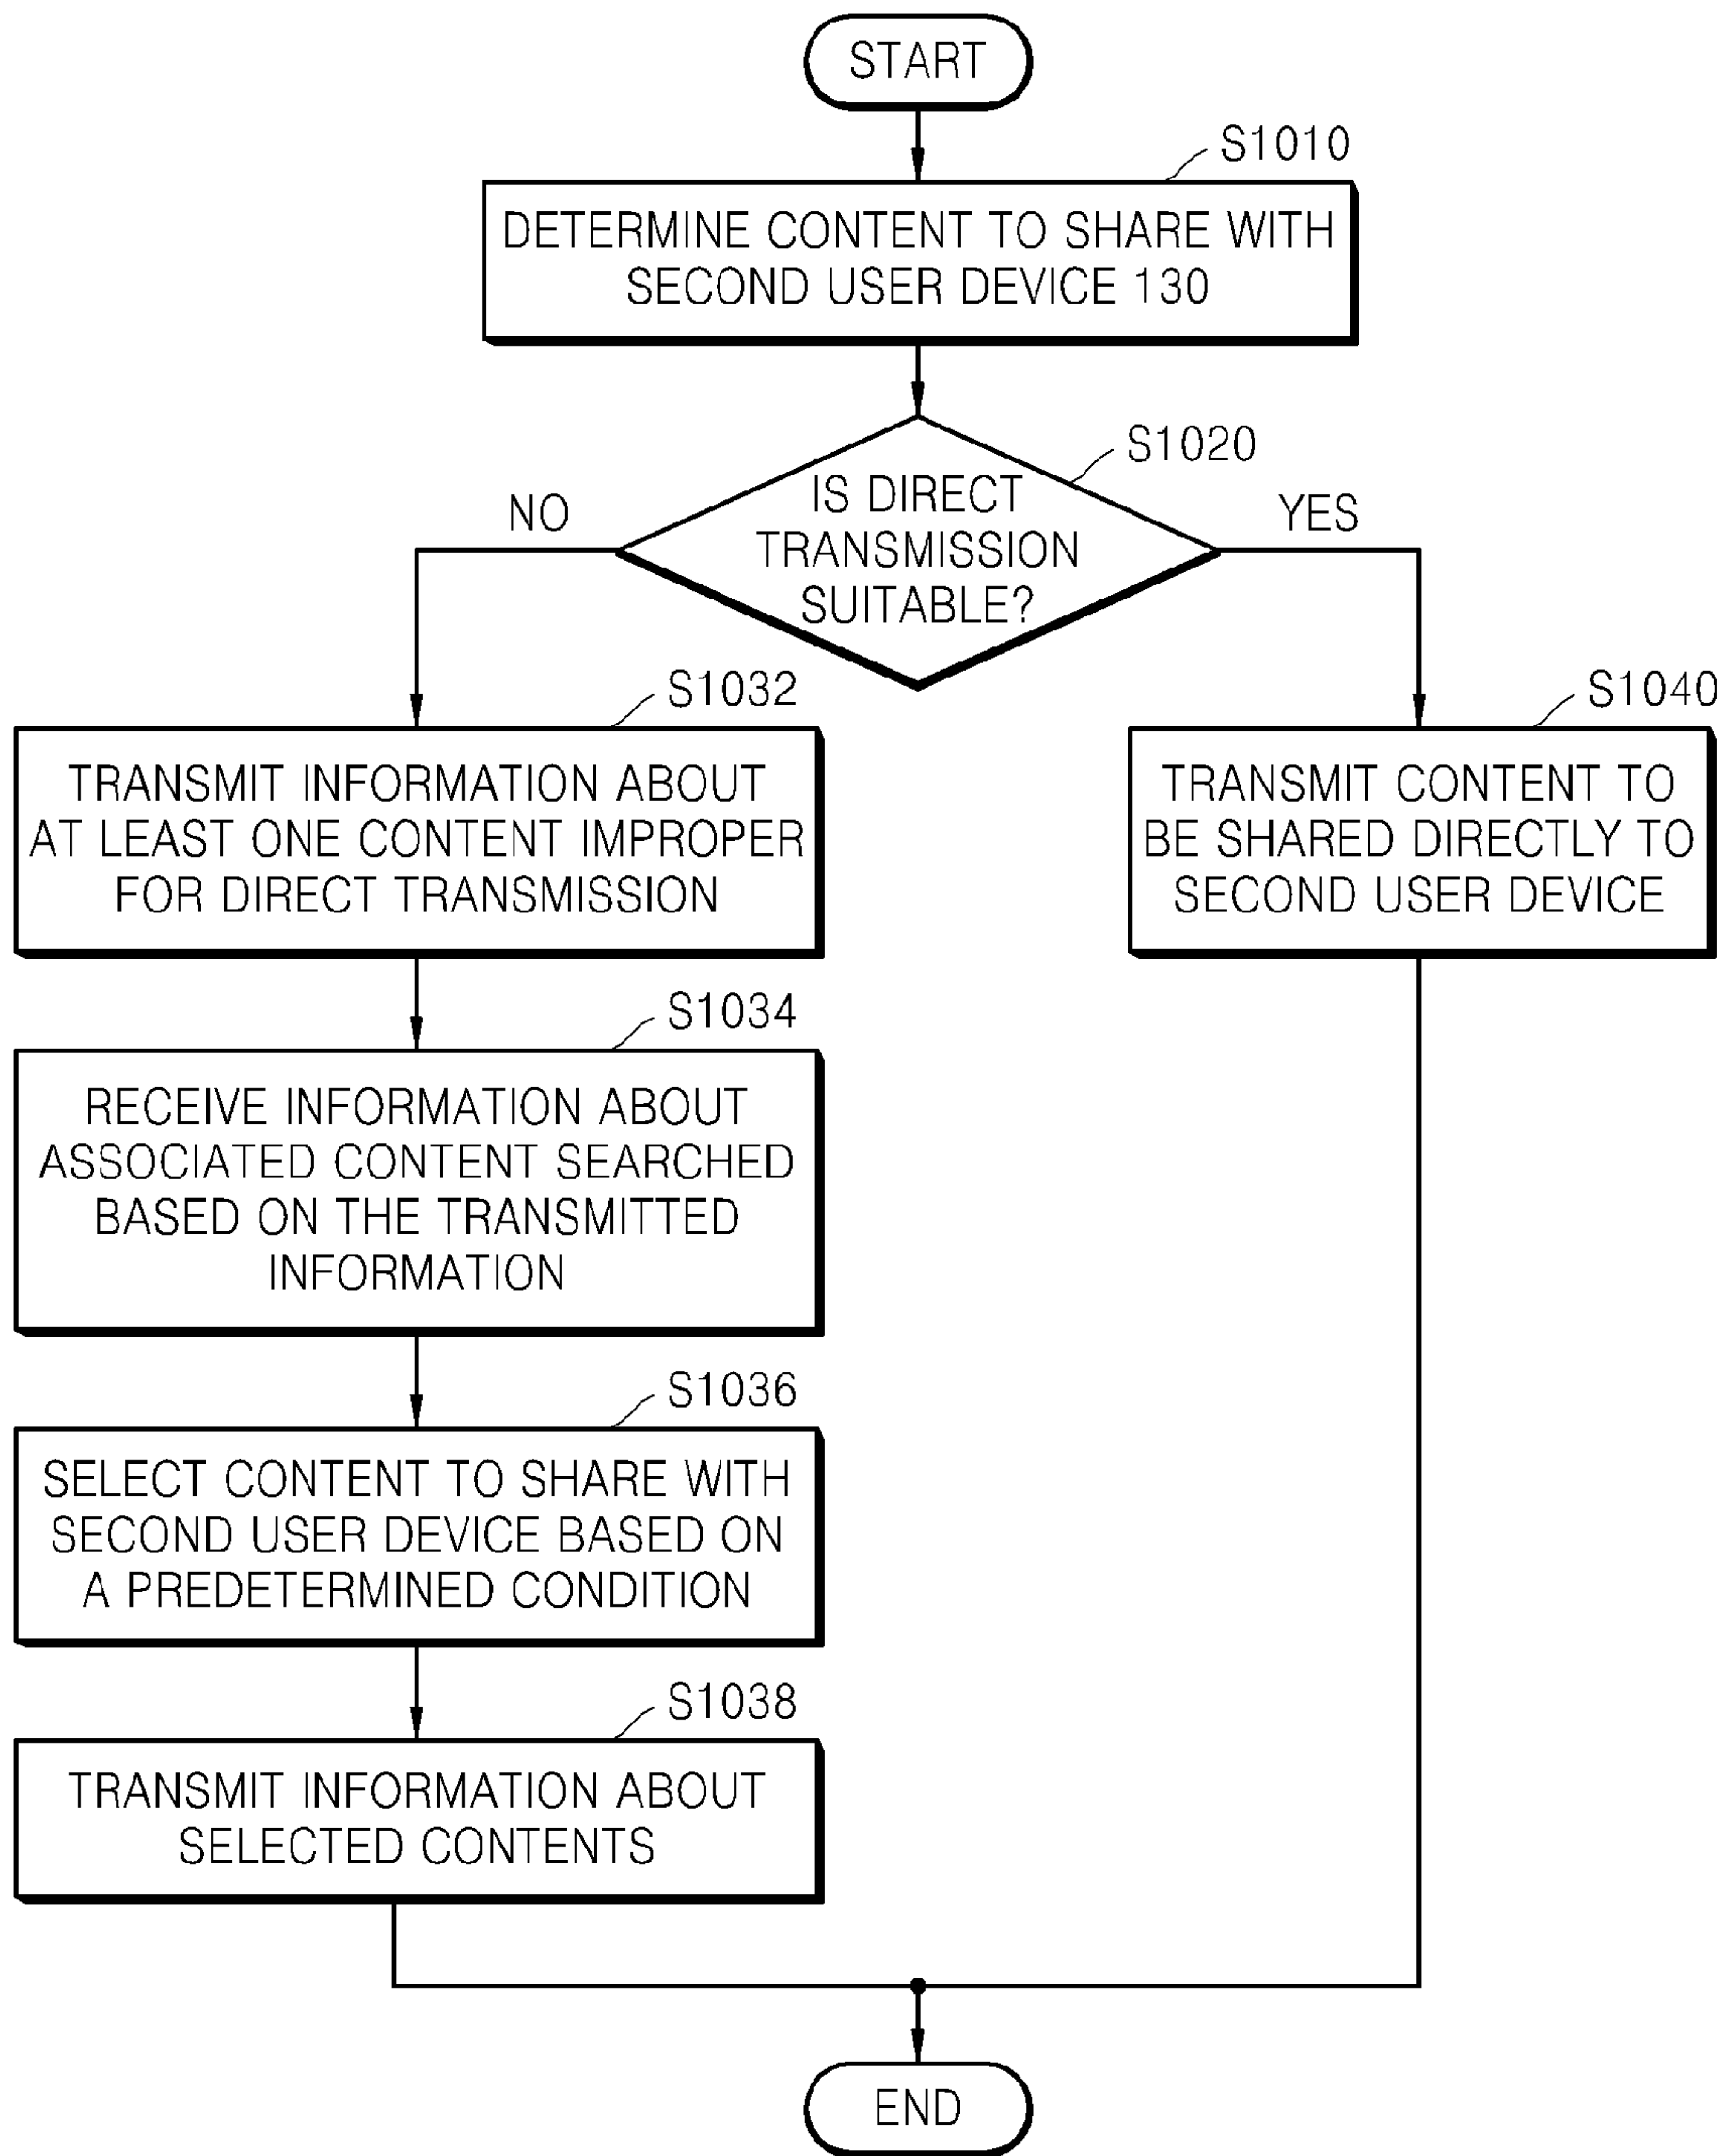 START
S1010
DETERMINE CONTENT TO SHARE WITH
SECOND USER DEVICE 130
S1020
IS DIRECT
TRANSMISSION
SUITABLE?
NO
YES
S1032
TRANSMIT INFORMATION ABOUT
AT LEAST ONE CONTENT IMPROPER
FOR DIRECT TRANSMISSION
S1040
TRANSMIT CONTENT TO
BE SHARED DIRECTLY TO
SECOND USER DEVICE
S1034
RECEIVE INFORMATION ABOUT
ASSOCIATED CONTENT SEARCHED
BASED ON THE TRANSMITTED
INFORMATION
S1036
SELECT CONTENT TO SHARE WITH
SECOND USER DEVICE BASED ON
A PREDETERMINED CONDITION
S1038
TRANSMIT INFORMATION ABOUT
SELECTED CONTENTS
END